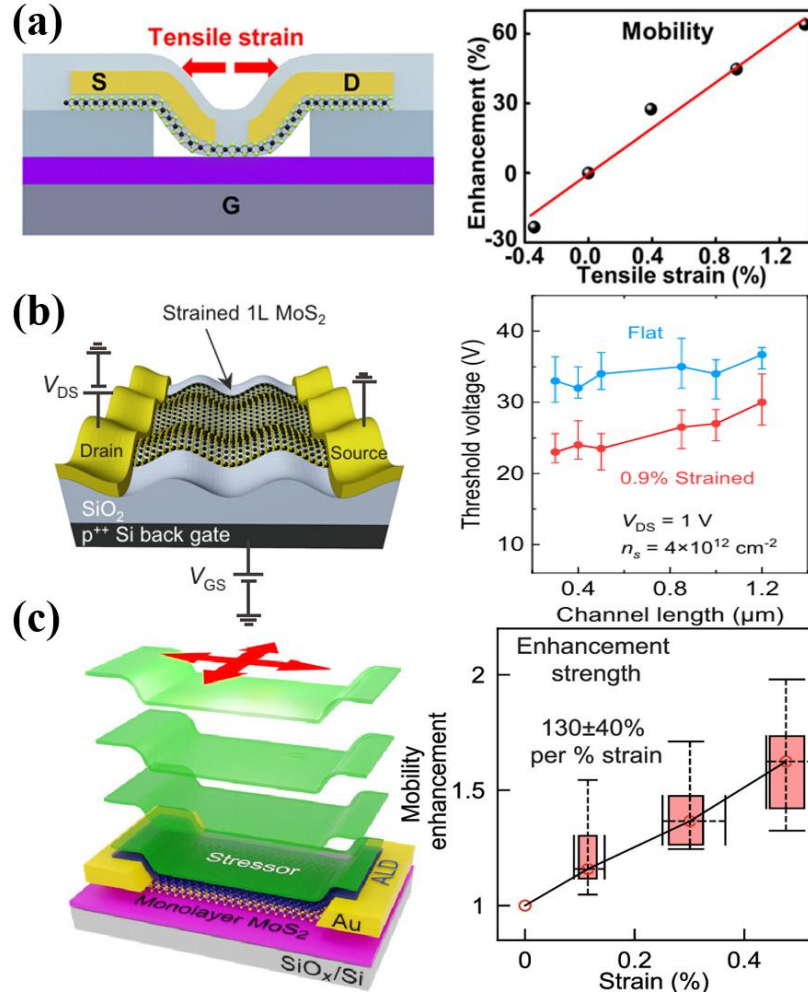 (a)
Tensile strain
S
D
G
Mobility
Enhancement (%)
60
30
0
-30
-0.4 0.0 0.4 0.8 1.2
Tensile strain (%)
(b)
Strained 1L MoS₂
V_DS
Drain
Source
SiO₂
p⁺⁺ Si back gate
V_GS
Threshold voltage (V)
40
30
20
10
Flat
0.9% Strained
V_DS = 1 V
n_s = 4×10¹² cm⁻²
0.4 0.8 1.2
Channel length (µm)
(c)
Stressor
ALD
Au
Monolayer MoS₂
SiOₓ/Si
Mobility
enhancement
2
1.5
1
Enhancement
strength
130±40%
per % strain
0 0.2 0.4
Strain (%)